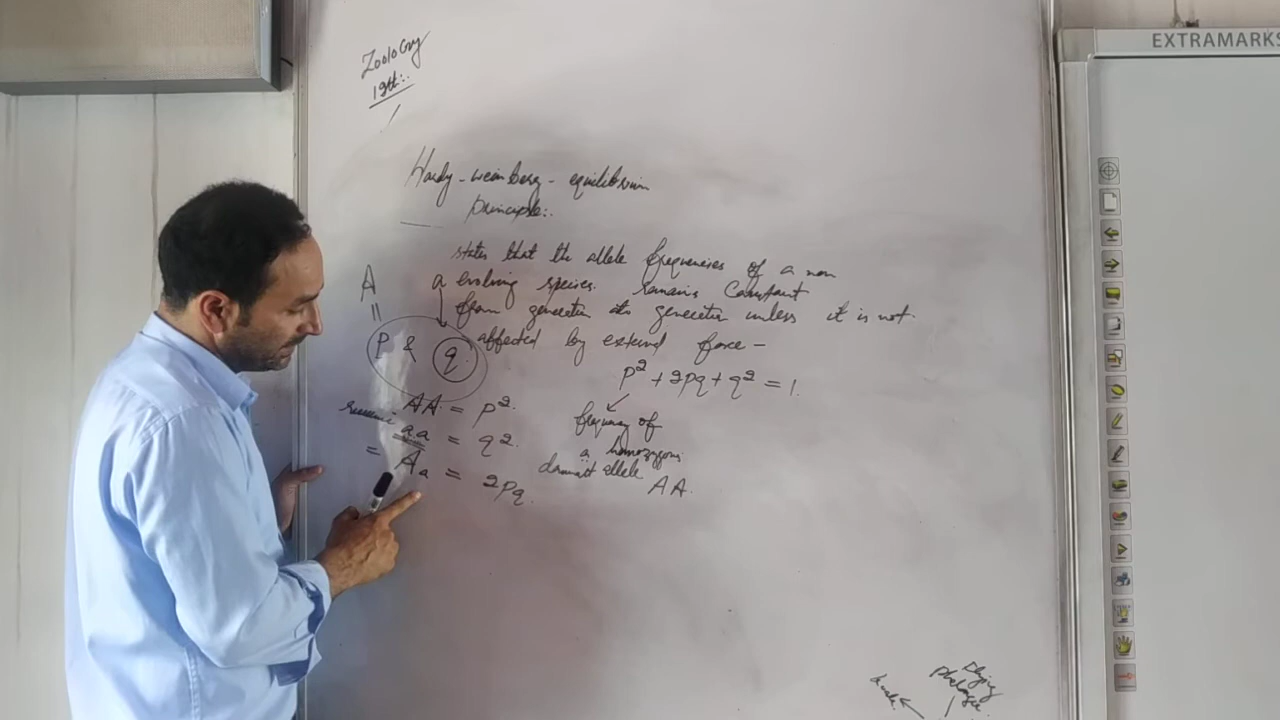 ZooloGy
12th:.
Hardy-weinberg-equilibrium
principle:.
states that the allele frequencies of a non
evolving species. remains Constant
from generation to generation unless it is not
affected by external force -
A a
=
P & q
p² + 2pq + q² = 1.
AA = p².
aa = q².
= Aa = 2pq.
frequency of
a homozygous
dominant allele AA.
EXTRAMARKS